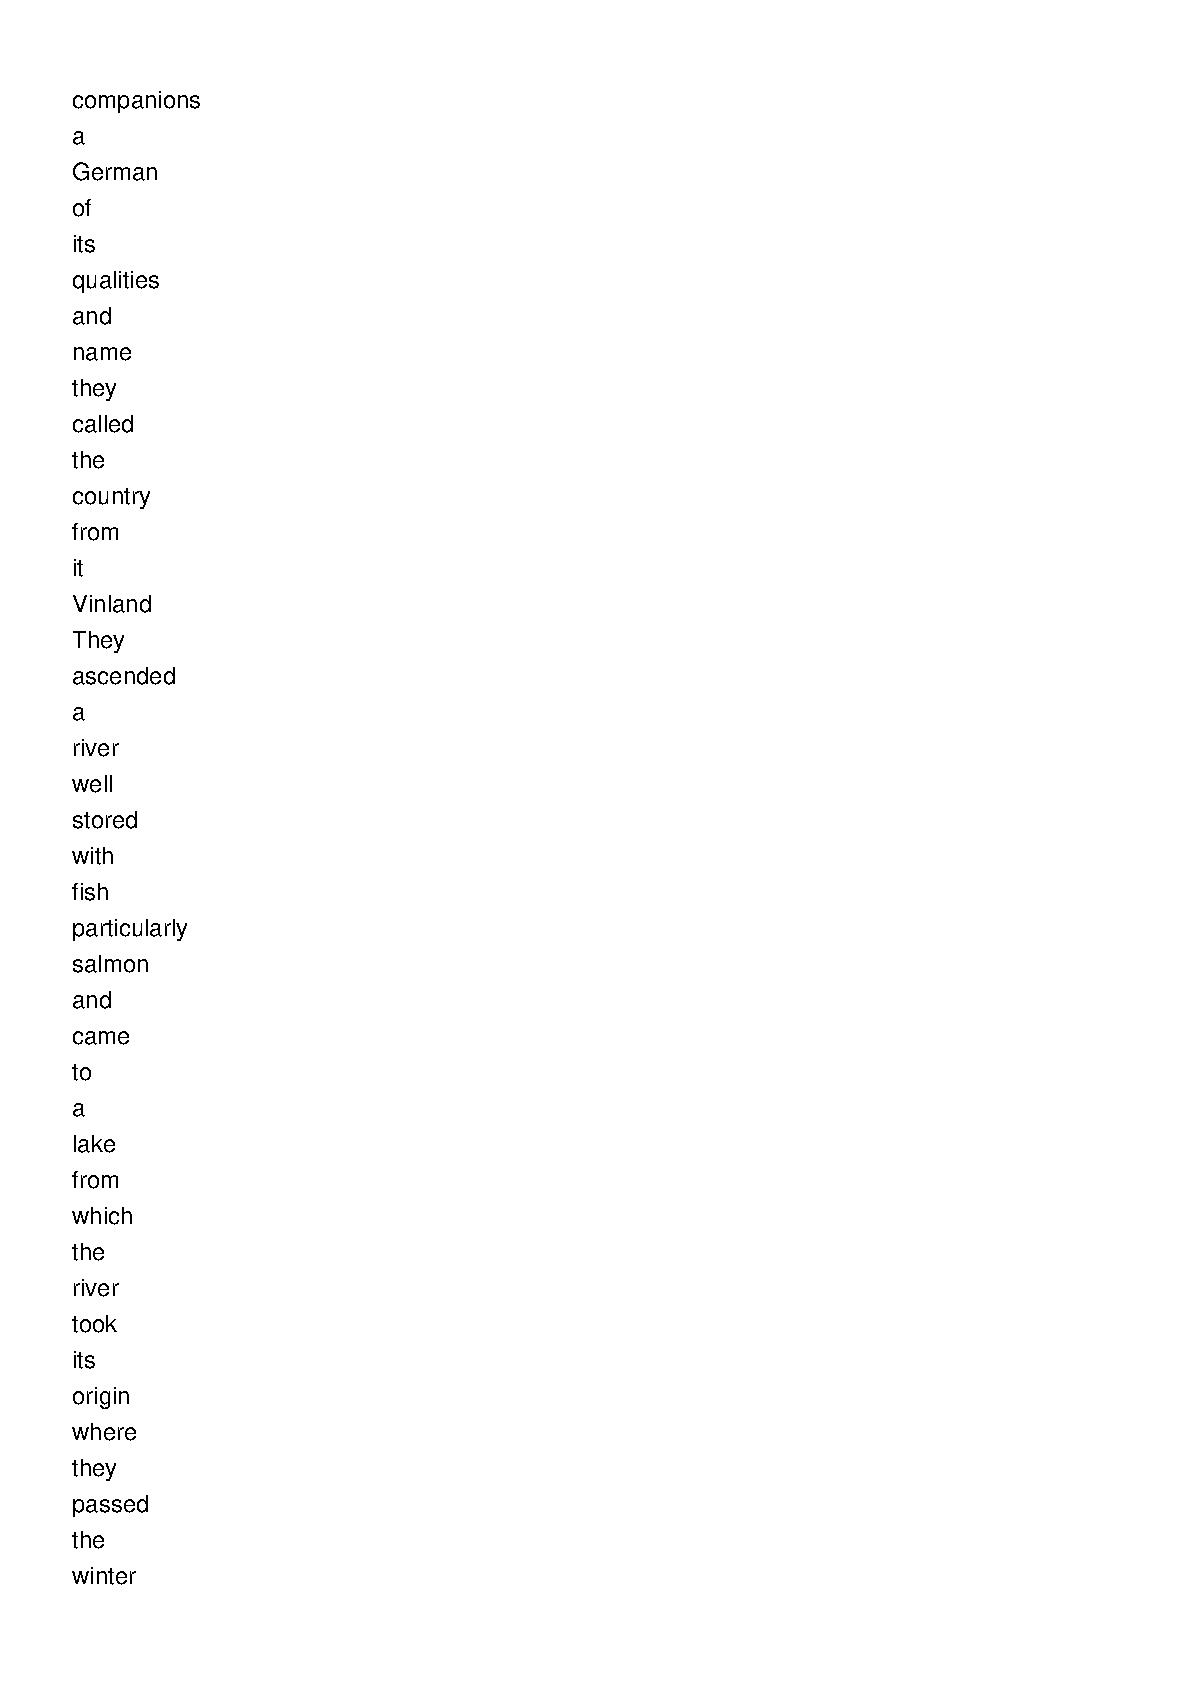 companions
a
German
of
its
qualities
and
name
they
called
the
country
from
it
Vinland
They
ascended
a
river
well
stored
with
fish
particularly
salmon
and
came
to
a
lake
from
which
the
river
took
its
origin
where
they
passed
the
winter